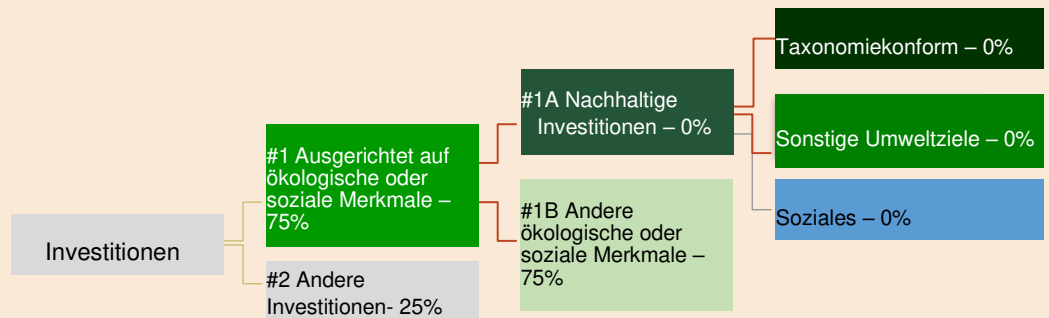 Investitionen
#1 Ausgerichtet auf
ökologische oder
soziale Merkmale –
75%
#2 Andere
Investitionen- 25%
#1A Nachhaltige
Investitionen – 0%
#1B Andere
ökologische oder
soziale Merkmale –
75%
Taxonomiekonform – 0%
Sonstige Umweltziele – 0%
Soziales – 0%